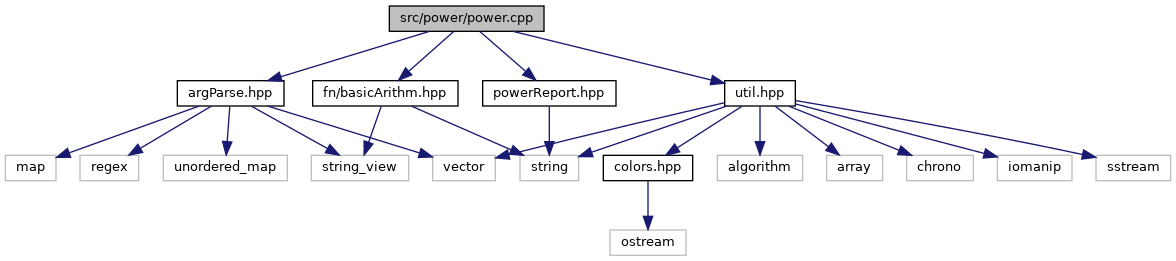 src/power/power.cpp
argParse.hpp
fn/basicArithm.hpp
powerReport.hpp
util.hpp
map
regex
unordered_map
string_view
vector
string
colors.hpp
algorithm
array
chrono
iomanip
sstream
ostream